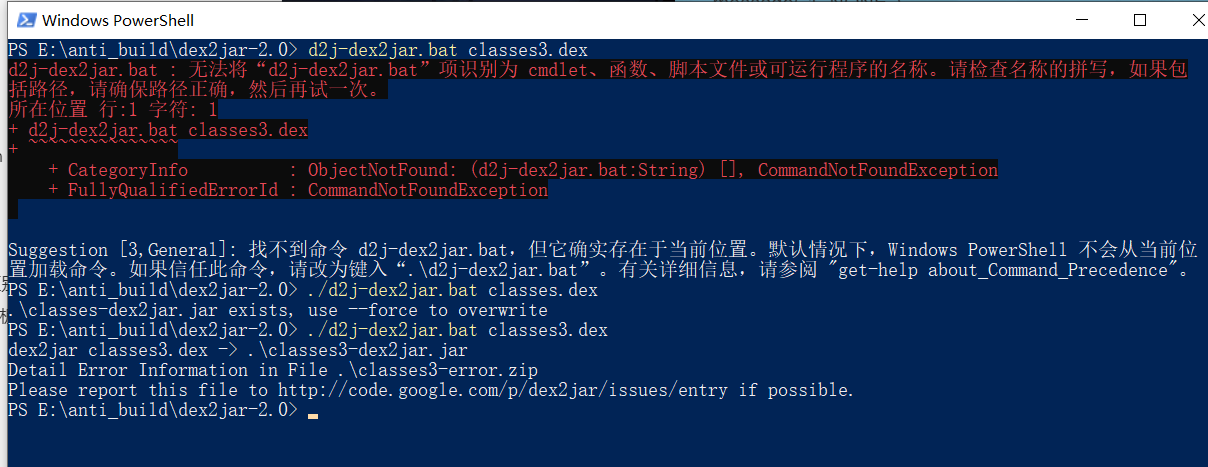 Windows PowerShell
PS E:\anti_build\dex2jar-2.0> d2j-dex2jar.bat classes3.dex
d2j-dex2jar.bat : 无法将“d2j-dex2jar.bat”项识别为 cmdlet、函数、脚本文件或可运行程序的名称。请检查名称的拼写，如果包
括路径，请确保路径正确，然后再试一次。
所在位置 行:1 字符: 1
+ d2j-dex2jar.bat classes3.dex
+ ~~~~~~~~~~~~~~~
+ CategoryInfo : ObjectNotFound: (d2j-dex2jar.bat:String) [], CommandNotFoundException
+ FullyQualifiedErrorId : CommandNotFoundException
Suggestion [3,General]: 找不到命令 d2j-dex2jar.bat，但它确实存在于当前位置。默认情况下，Windows PowerShell 不会从当前位
置加载命令。如果信任此命令，请改为键入“.\d2j-dex2jar.bat”。有关详细信息，请参阅 "get-help about_Command_Precedence"。
PS E:\anti_build\dex2jar-2.0> ./d2j-dex2jar.bat classes.dex
.\classes-dex2jar.jar exists, use --force to overwrite
PS E:\anti_build\dex2jar-2.0> ./d2j-dex2jar.bat classes3.dex
dex2jar classes3.dex -> .\classes3-dex2jar.jar
Detail Error Information in File .\classes3-error.zip
Please report this file to http://code.google.com/p/dex2jar/issues/entry if possible.
PS E:\anti_build\dex2jar-2.0>